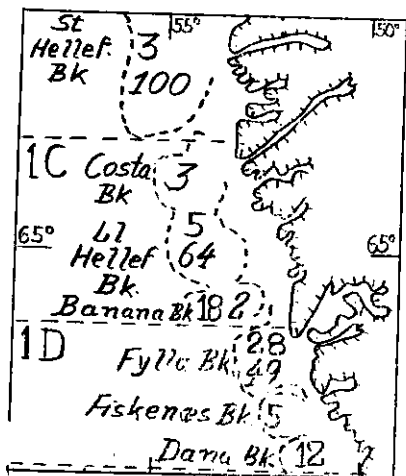 St 55° 50°
Hellef. 3
Bk 100
1C Costa 3
Bk
Ll 5
65° Hellef 64 65°
Bk.
Banana Bk 18 2
1D 28
Fylla Bk 49
Fiskenæs Bk 5
Dana Bk 12